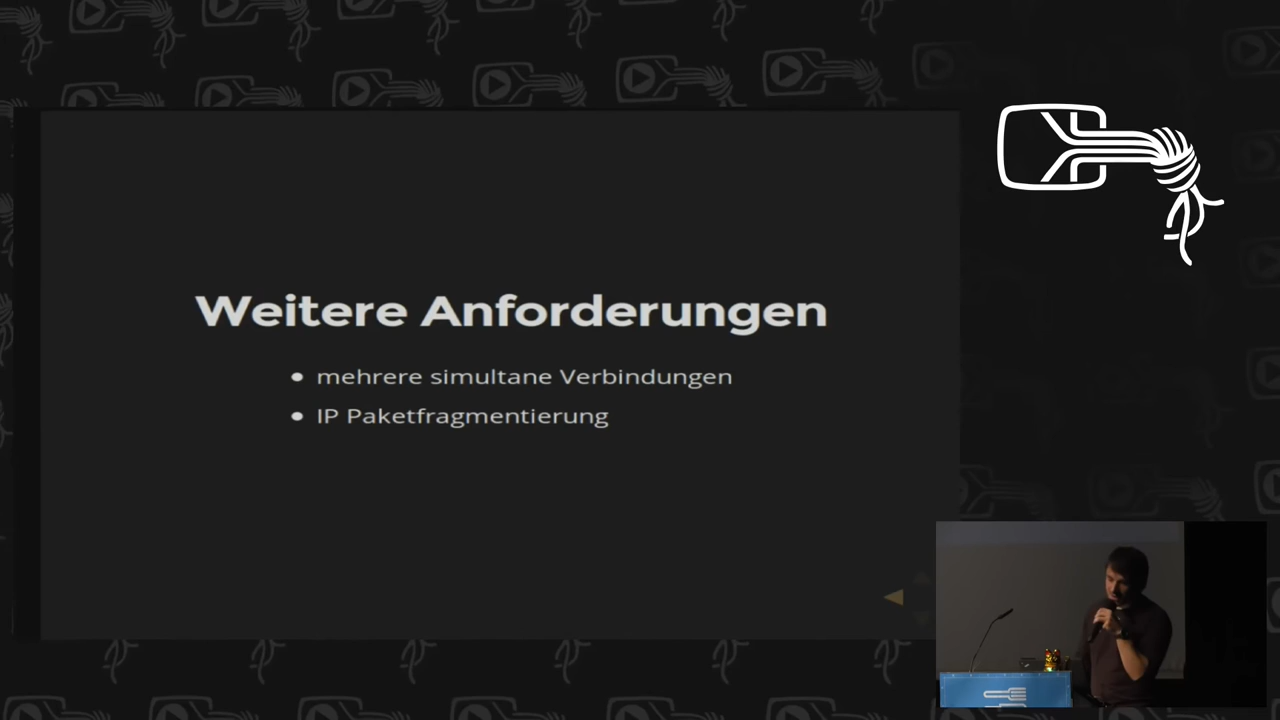 Weitere Anforderungen
mehrere simultane Verbindungen
IP Paketfragmentierung